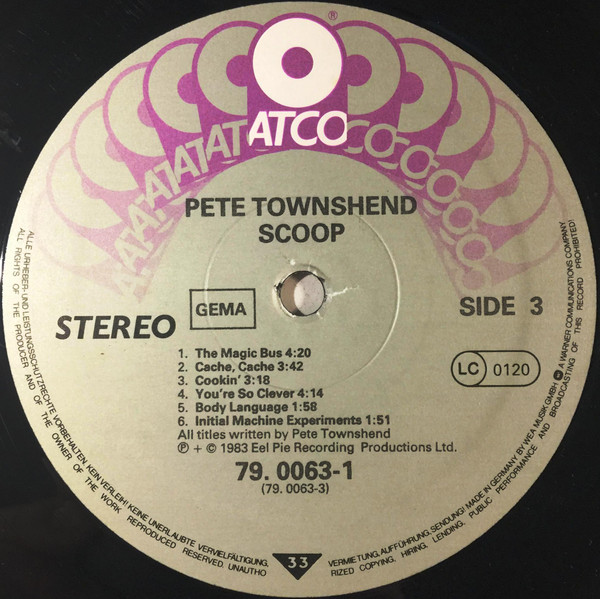 ®
ATCO
PETE TOWNSHEND
SCOOP
STEREO
GEMA
SIDE 3
LC 0120
1. The Magic Bus 4:20
2. Cache, Cache 3:42
3. Cookin' 3:18
4. You're So Clever 4:14
5. Body Language 1:58
6. Initial Machine Experiments 1:51
All titles written by Pete Townshend
℗ + © 1983 Eel Pie Recording Productions Ltd.
79. 0063-1
(79. 0063-3)
33
ALLE URHEBER- UND LEISTUNGSSCHUTZRECHTE VORBEHALTEN. KEIN VERLEIH! KEINE UNERLAUBTE VERVIELFÄLTIGUNG, VERMIETUNG, AUFFÜHRUNG, SENDUNG! MADE IN GERMANY BY WEA MUSIK GMBH A WARNER COMMUNICATIONS COMPANY
ALL RIGHTS OF THE PRODUCER AND OF THE OWNER OF THE WORK REPRODUCED RESERVED. UNAUTHO RIZED COPYING, HIRING, LENDING, PUBLIC PERFORMANCE AND BROADCASTING OF THIS RECORD PROHIBITED!